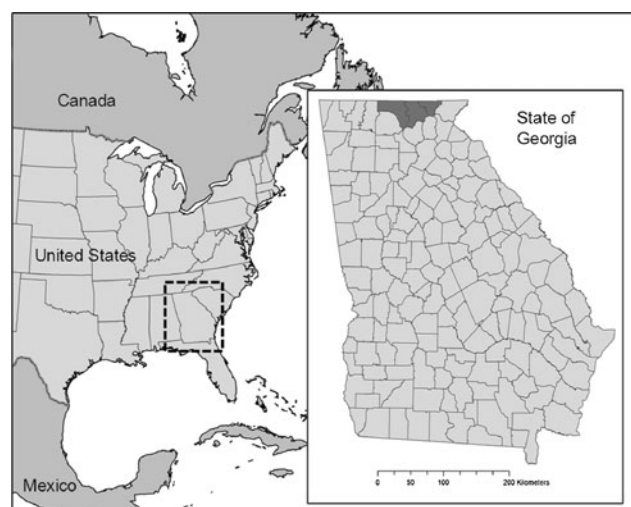 Canada
State of
Georgia
United States
Mexico
0 50 100 200 Kilometers